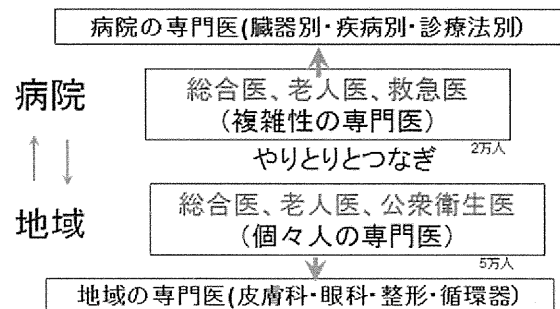 病院の専門医(臓器別・疾病別・診療法別)
病院
総合医、老人医、救急医
(複雑性の専門医)
2万人
やりとりとつなぎ
地域
総合医、老人医、公衆衛生医
(個々人の専門医)
5万人
地域の専門医(皮膚科・眼科・整形・循環器)